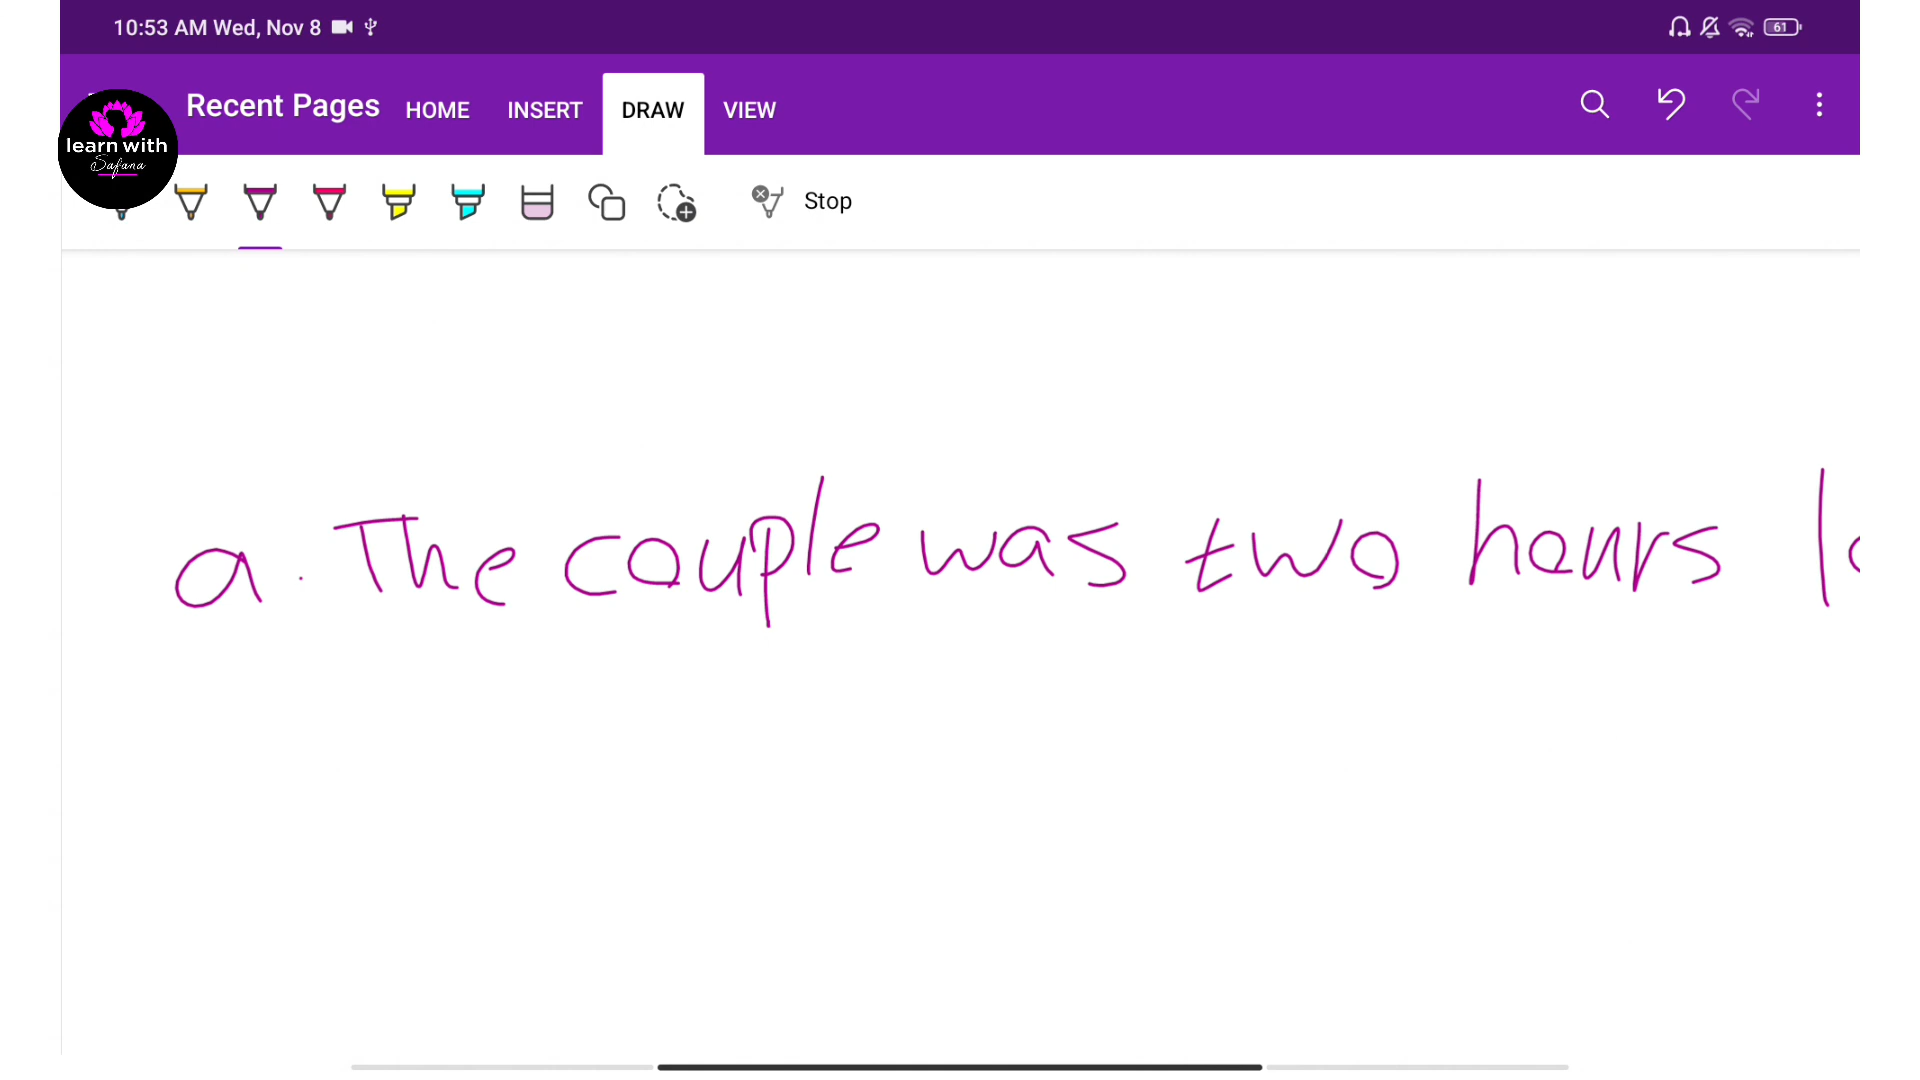 10:53 AM Wed, Nov 8
61
learn with
Safana
Recent Pages HOME INSERT DRAW VIEW
Stop
a. The couple was two hours